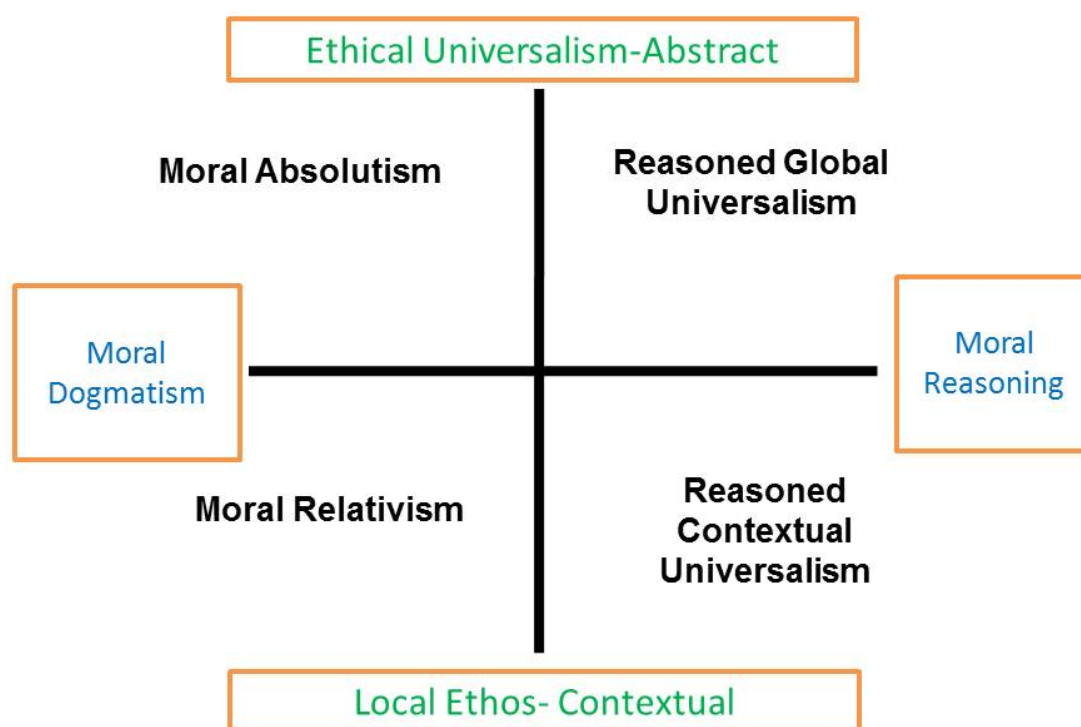 Ethical Universalism-Abstract
Moral Absolutism
Reasoned Global
Universalism
Moral
Dogmatism
Moral
Reasoning
Moral Relativism
Reasoned
Contextual
Universalism
Local Ethos- Contextual